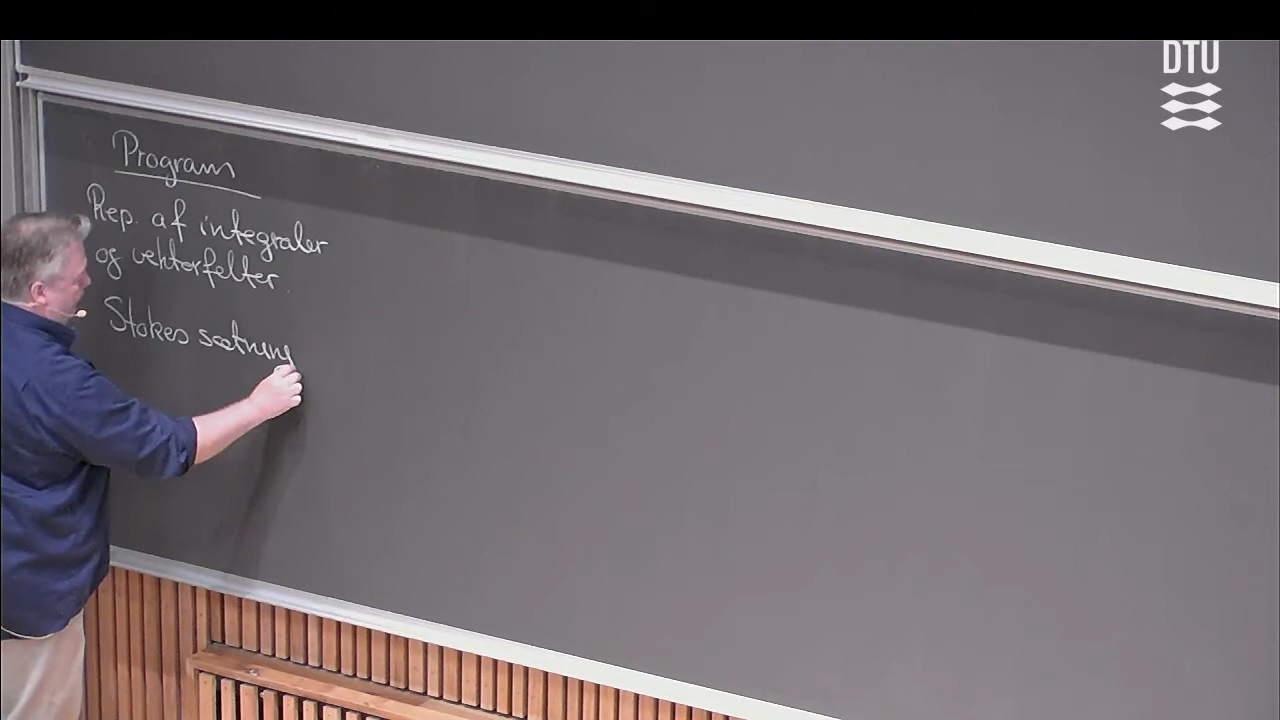 DTU
Program
Rep. af integraler
og vektorfelter.
Stokes sætning